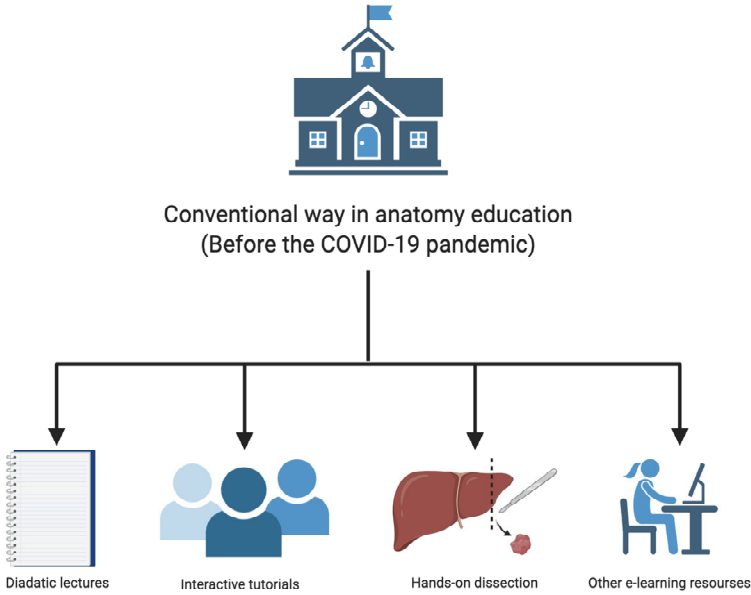 Conventional way in anatomy education
(Before the COVID-19 pandemic)
Diadatic lectures
Interactive tutorials
Hands-on dissection
Other e-learning resourses